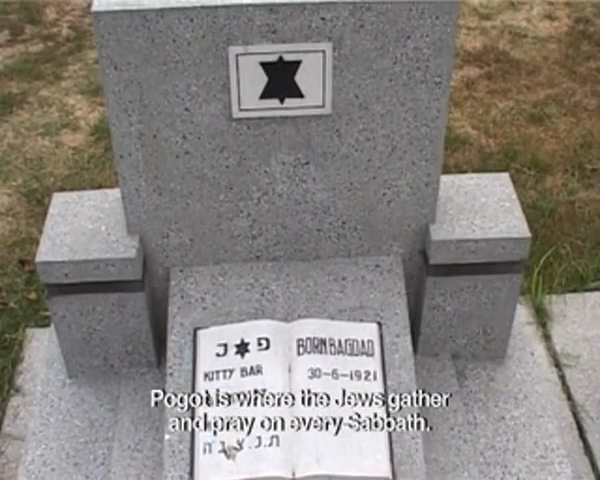 פ נ
KITTY BAR
ת.נ.צ.ב.ה
BORN BAGDAD
30-6-1921
Pogot is where the Jews gather
and pray on every Sabbath.